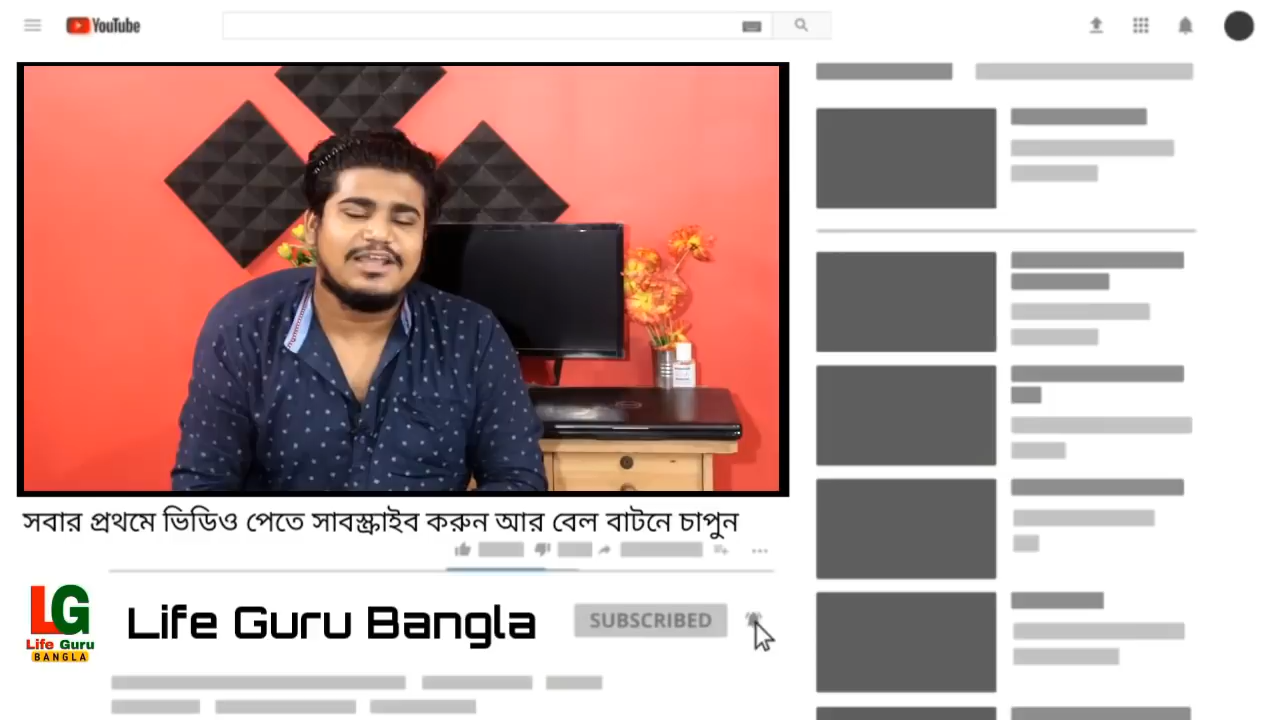 YouTube
সবার প্রথমে ভিডিও পেতে সাবস্ক্রাইব করুন আর বেল বাটনে চাপুন
LG
Life Guru
BANGLA
Life Guru Bangla
SUBSCRIBED